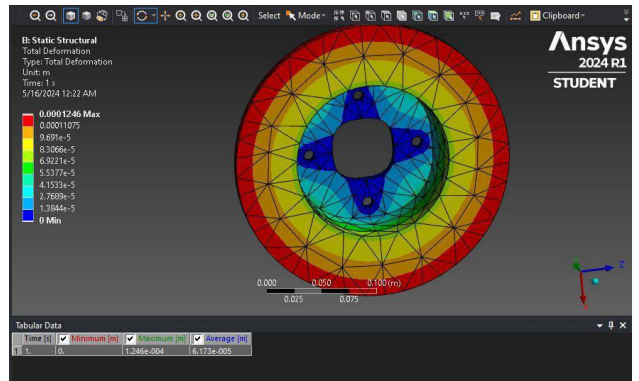 Select Mode Clipboard
B: Static Structural
Total Deformation
Type: Total Deformation
Unit: m
Time: 1 s
5/16/2024 12:22 AM
Ansys
2024 R1
STUDENT
0.0001246 Max
0.00011075
9.691e-5
8.3066e-5
6.9221e-5
5.5377e-5
4.1533e-5
2.7689e-5
1.3844e-5
0 Min
0.000 0.050 0.100 (m)
0.025 0.075
Z
X
Tabular Data
Time [s] Minimum [m] Maximum [m] Average [m]
1 1. 0. 1.246e-004 6.173e-005